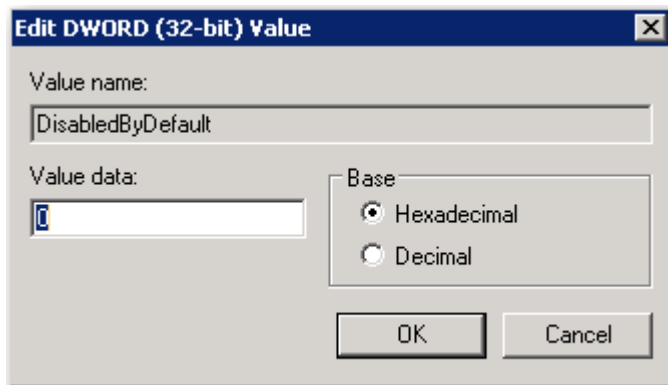 Edit DWORD (32-bit) Value
Value name:
DisabledByDefault
Value data:
0
Base
Hexadecimal
Decimal
OK
Cancel